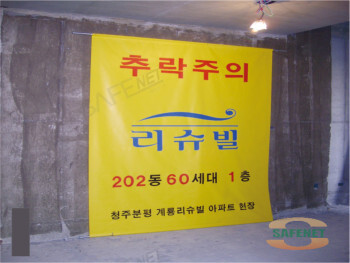 추락주의
리슈빌
202동 60세대 1층
청주분평 계룡리슈빌 아파트 현장
SAFENET
SAFENET